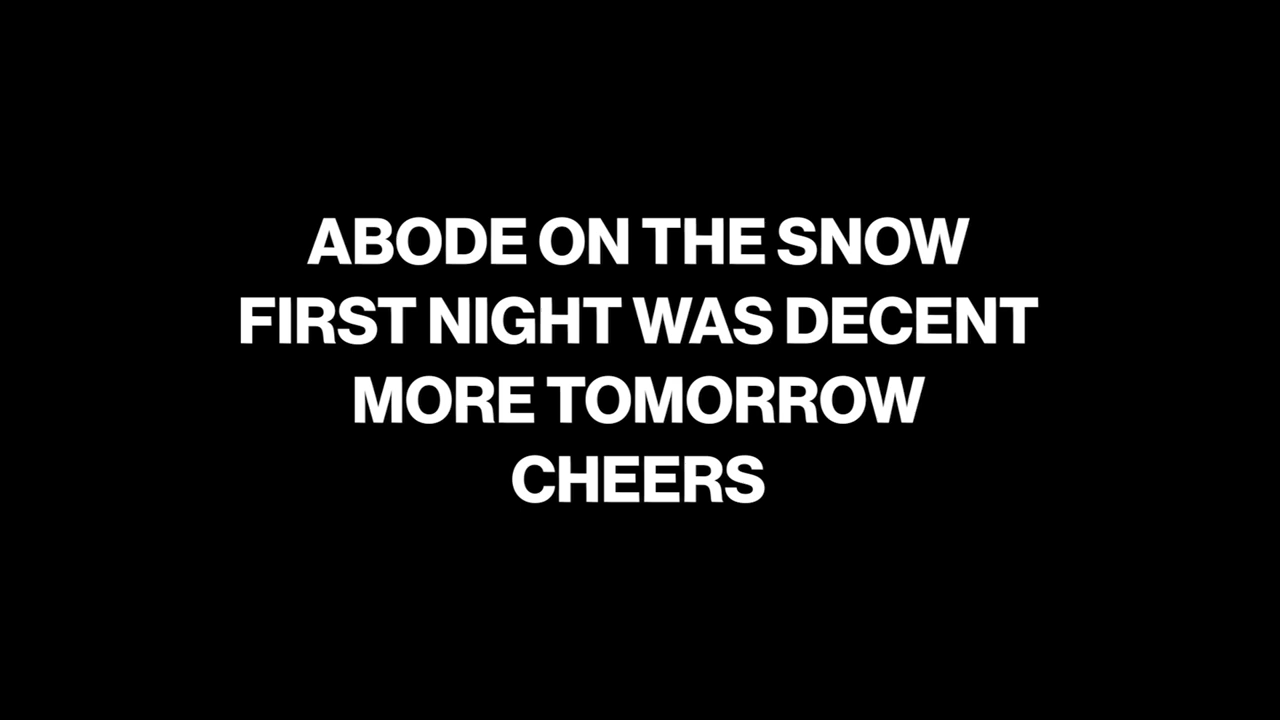 ABODE ON THE SNOW
FIRST NIGHT WAS DECENT
MORE TOMORROW
CHEERS